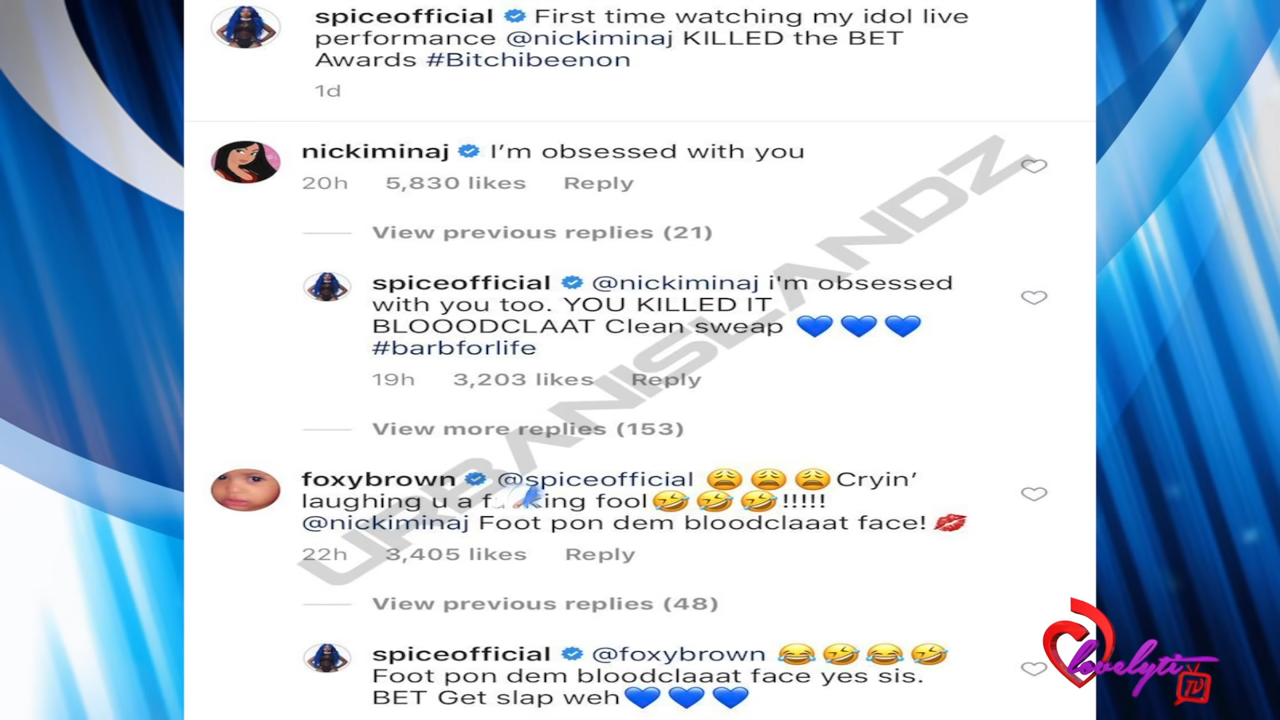 spiceofficial First time watching my idol live
performance @nickiminaj KILLED the BET
Awards #Bitchibeenon
1d
nickiminaj I’m obsessed with you
20h 5,830 likes Reply
View previous replies (21)
spiceofficial @nickiminaj i'm obsessed
with you too. YOU KILLED IT
BLOOODCLAAT Clean sweap 💙💙💙
#barbforlife
19h 3,203 likes Reply
View more replies (153)
foxybrown @spiceofficial 😩😩😩Cryin’
laughing u a f king fool🤣🤣🤣!!!!!
@nickiminaj Foot pon dem bloodclaaat face! 💋
22h 3,405 likes Reply
View previous replies (48)
spiceofficial @foxybrown 😂🤣😂🤣
Foot pon dem bloodclaaat face yes sis.
BET Get slap weh💙💙💙
URBANISLANDZ
lovelyti
TV